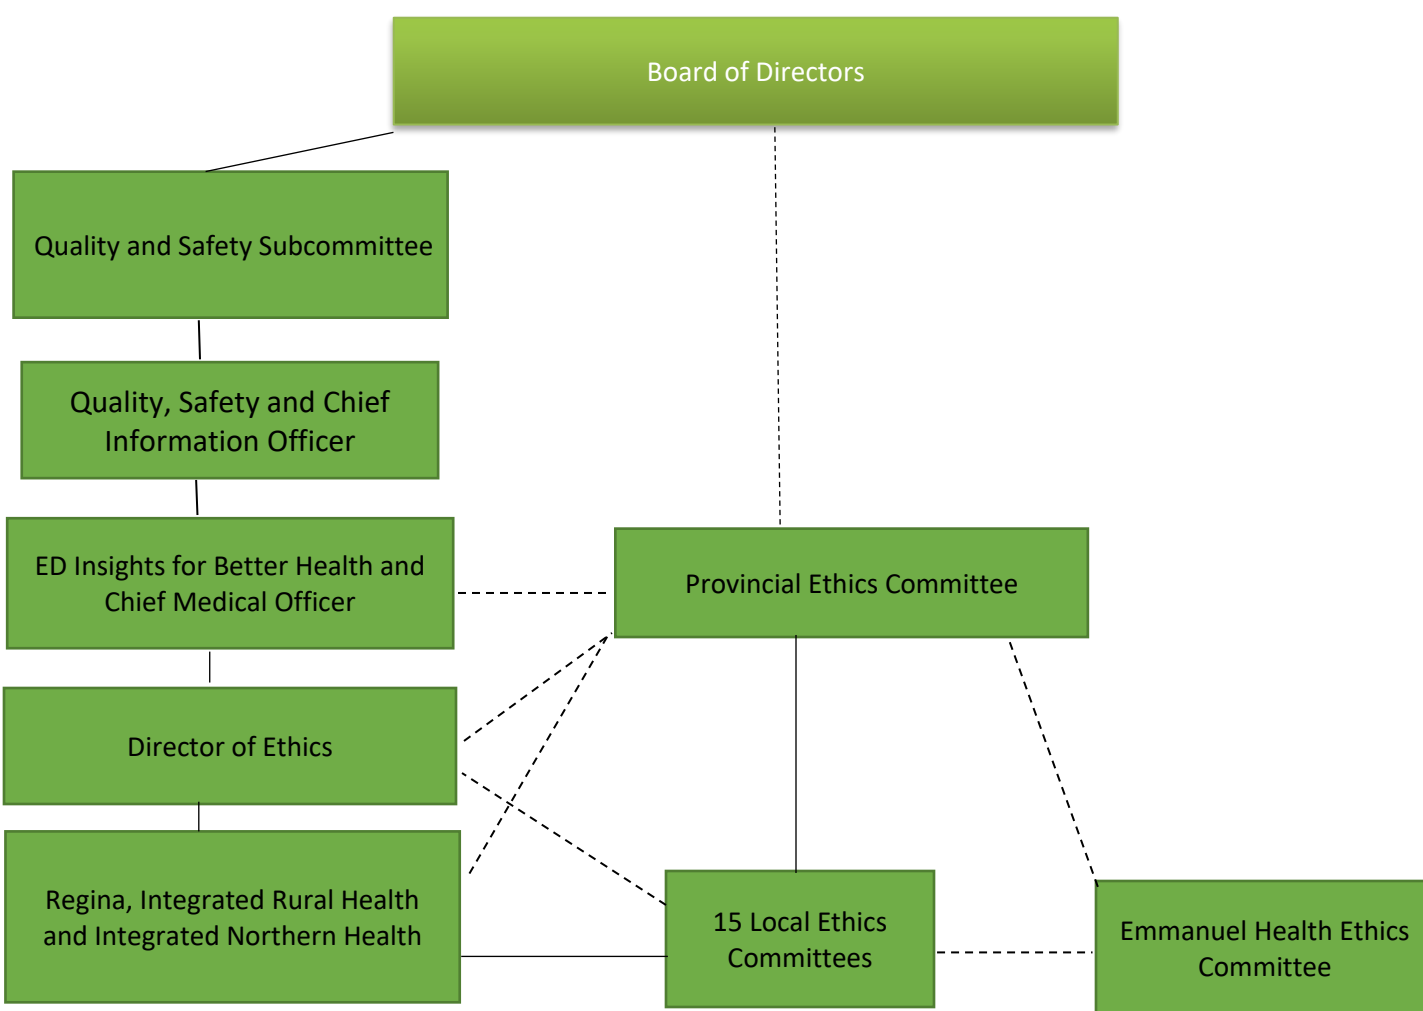 Board of Directors
Quality and Safety Subcommittee
Quality, Safety and Chief
Information Officer
ED Insights for Better Health and
Chief Medical Officer
Provincial Ethics Committee
Director of Ethics
Regina, Integrated Rural Health
and Integrated Northern Health
15 Local Ethics
Committees
Emmanuel Health Ethics
Committee